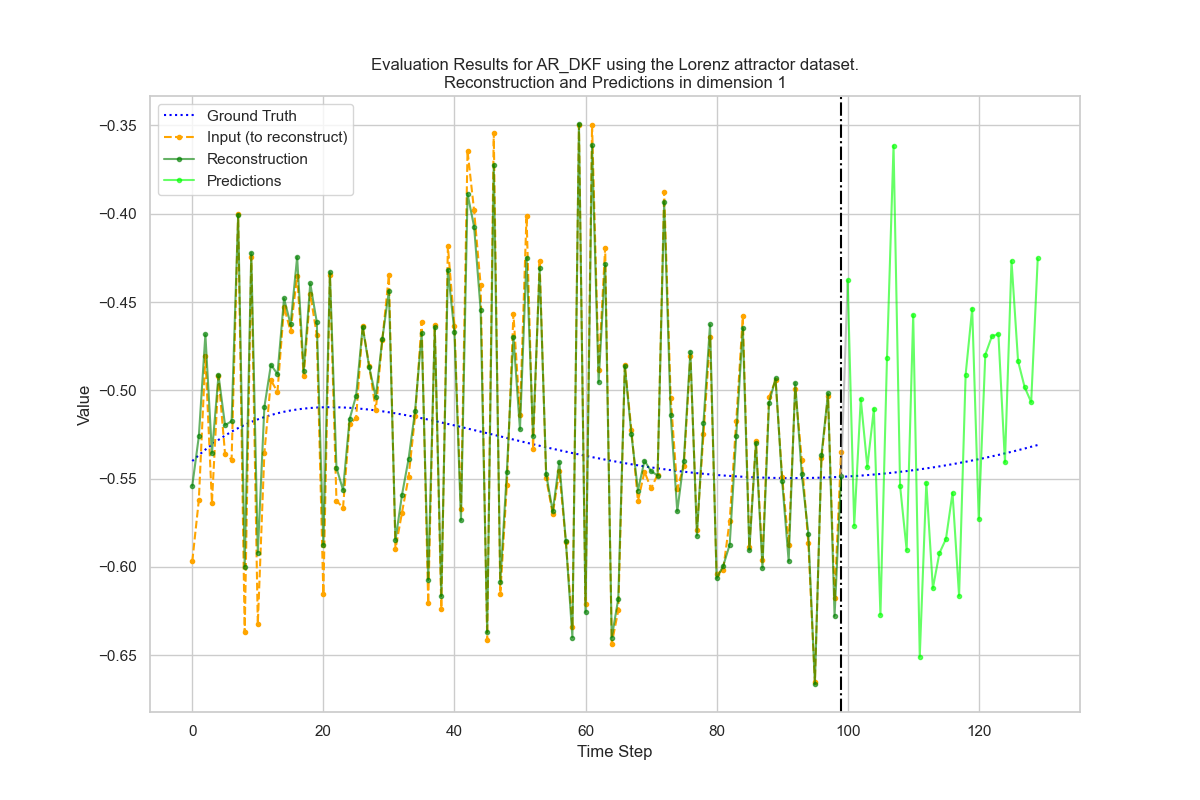 Evaluation Results for AR_DKF using the Lorenz attractor dataset.
Reconstruction and Predictions in dimension 1
Ground Truth
Input (to reconstruct)
Reconstruction
Predictions
Value
−0.35
−0.40
−0.45
−0.50
−0.55
−0.60
−0.65
0 20 40 60 80 100 120
Time Step